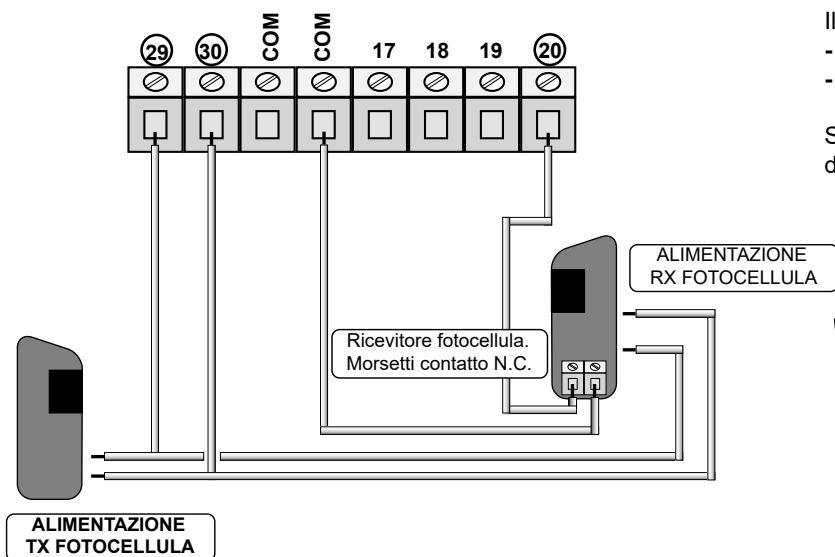 29 30 COM COM 17 18 19 20
Il
-
-
S
d
ALIMENTAZIONE
RX FOTOCELLULA
Ricevitore fotocellula.
Morsetti contatto N.C.
ALIMENTAZIONE
TX FOTOCELLULA